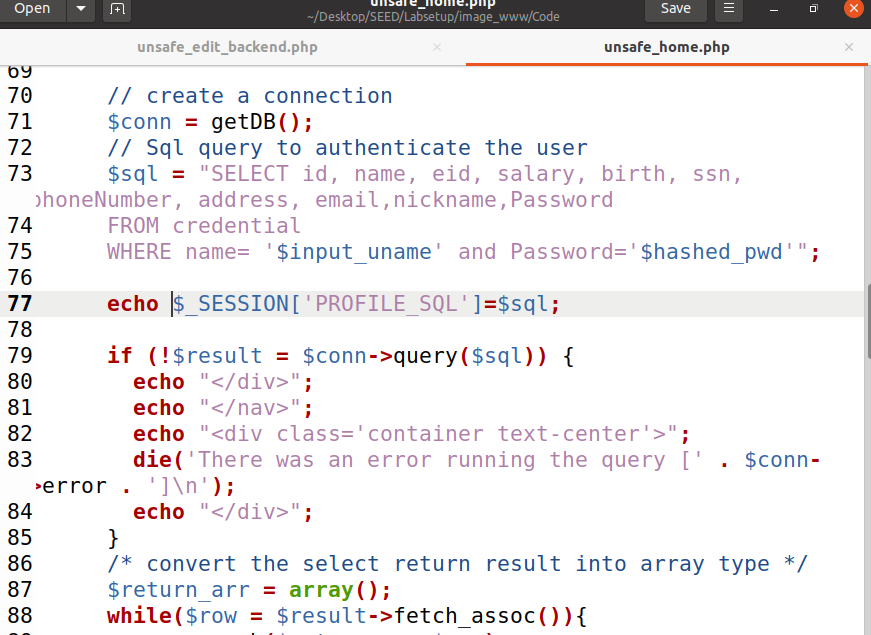 Open
unsafe_home.php
~/Desktop/SEED/Labsetup/image_www/Code
Save
unsafe_edit_backend.php ×
unsafe_home.php ×
69
70 // create a connection
71 $conn = getDB();
72 // Sql query to authenticate the user
73 $sql = "SELECT id, name, eid, salary, birth, ssn,
phoneNumber, address, email,nickname,Password
74 FROM credential
75 WHERE name= '$input_uname' and Password='$hashed_pwd'";
76
77 echo $_SESSION['PROFILE_SQL']=$sql;
78
79 if (!$result = $conn->query($sql)) {
80 echo "</div>";
81 echo "</nav>";
82 echo "<div class='container text-center'>";
83 die('There was an error running the query [' . $conn-
>error . ']\n');
84 echo "</div>";
85 }
86 /* convert the select return result into array type */
87 $return_arr = array();
88 while($row = $result->fetch_assoc()){